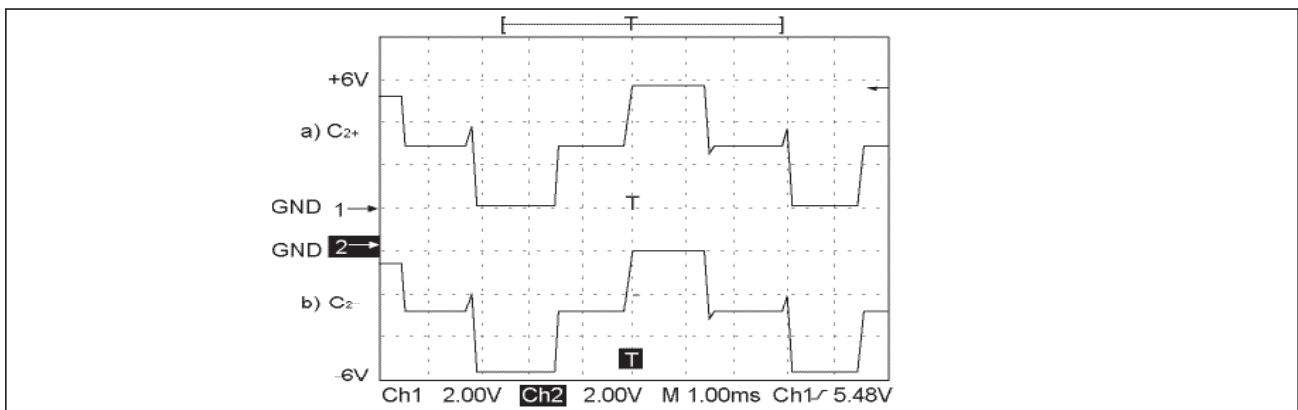 [ T ]
+6V
a) C2+
GND 1
T
GND 2
b) C2–
T
–6V
Ch1 2.00V Ch2 2.00V M 1.00ms Ch1 5.48V